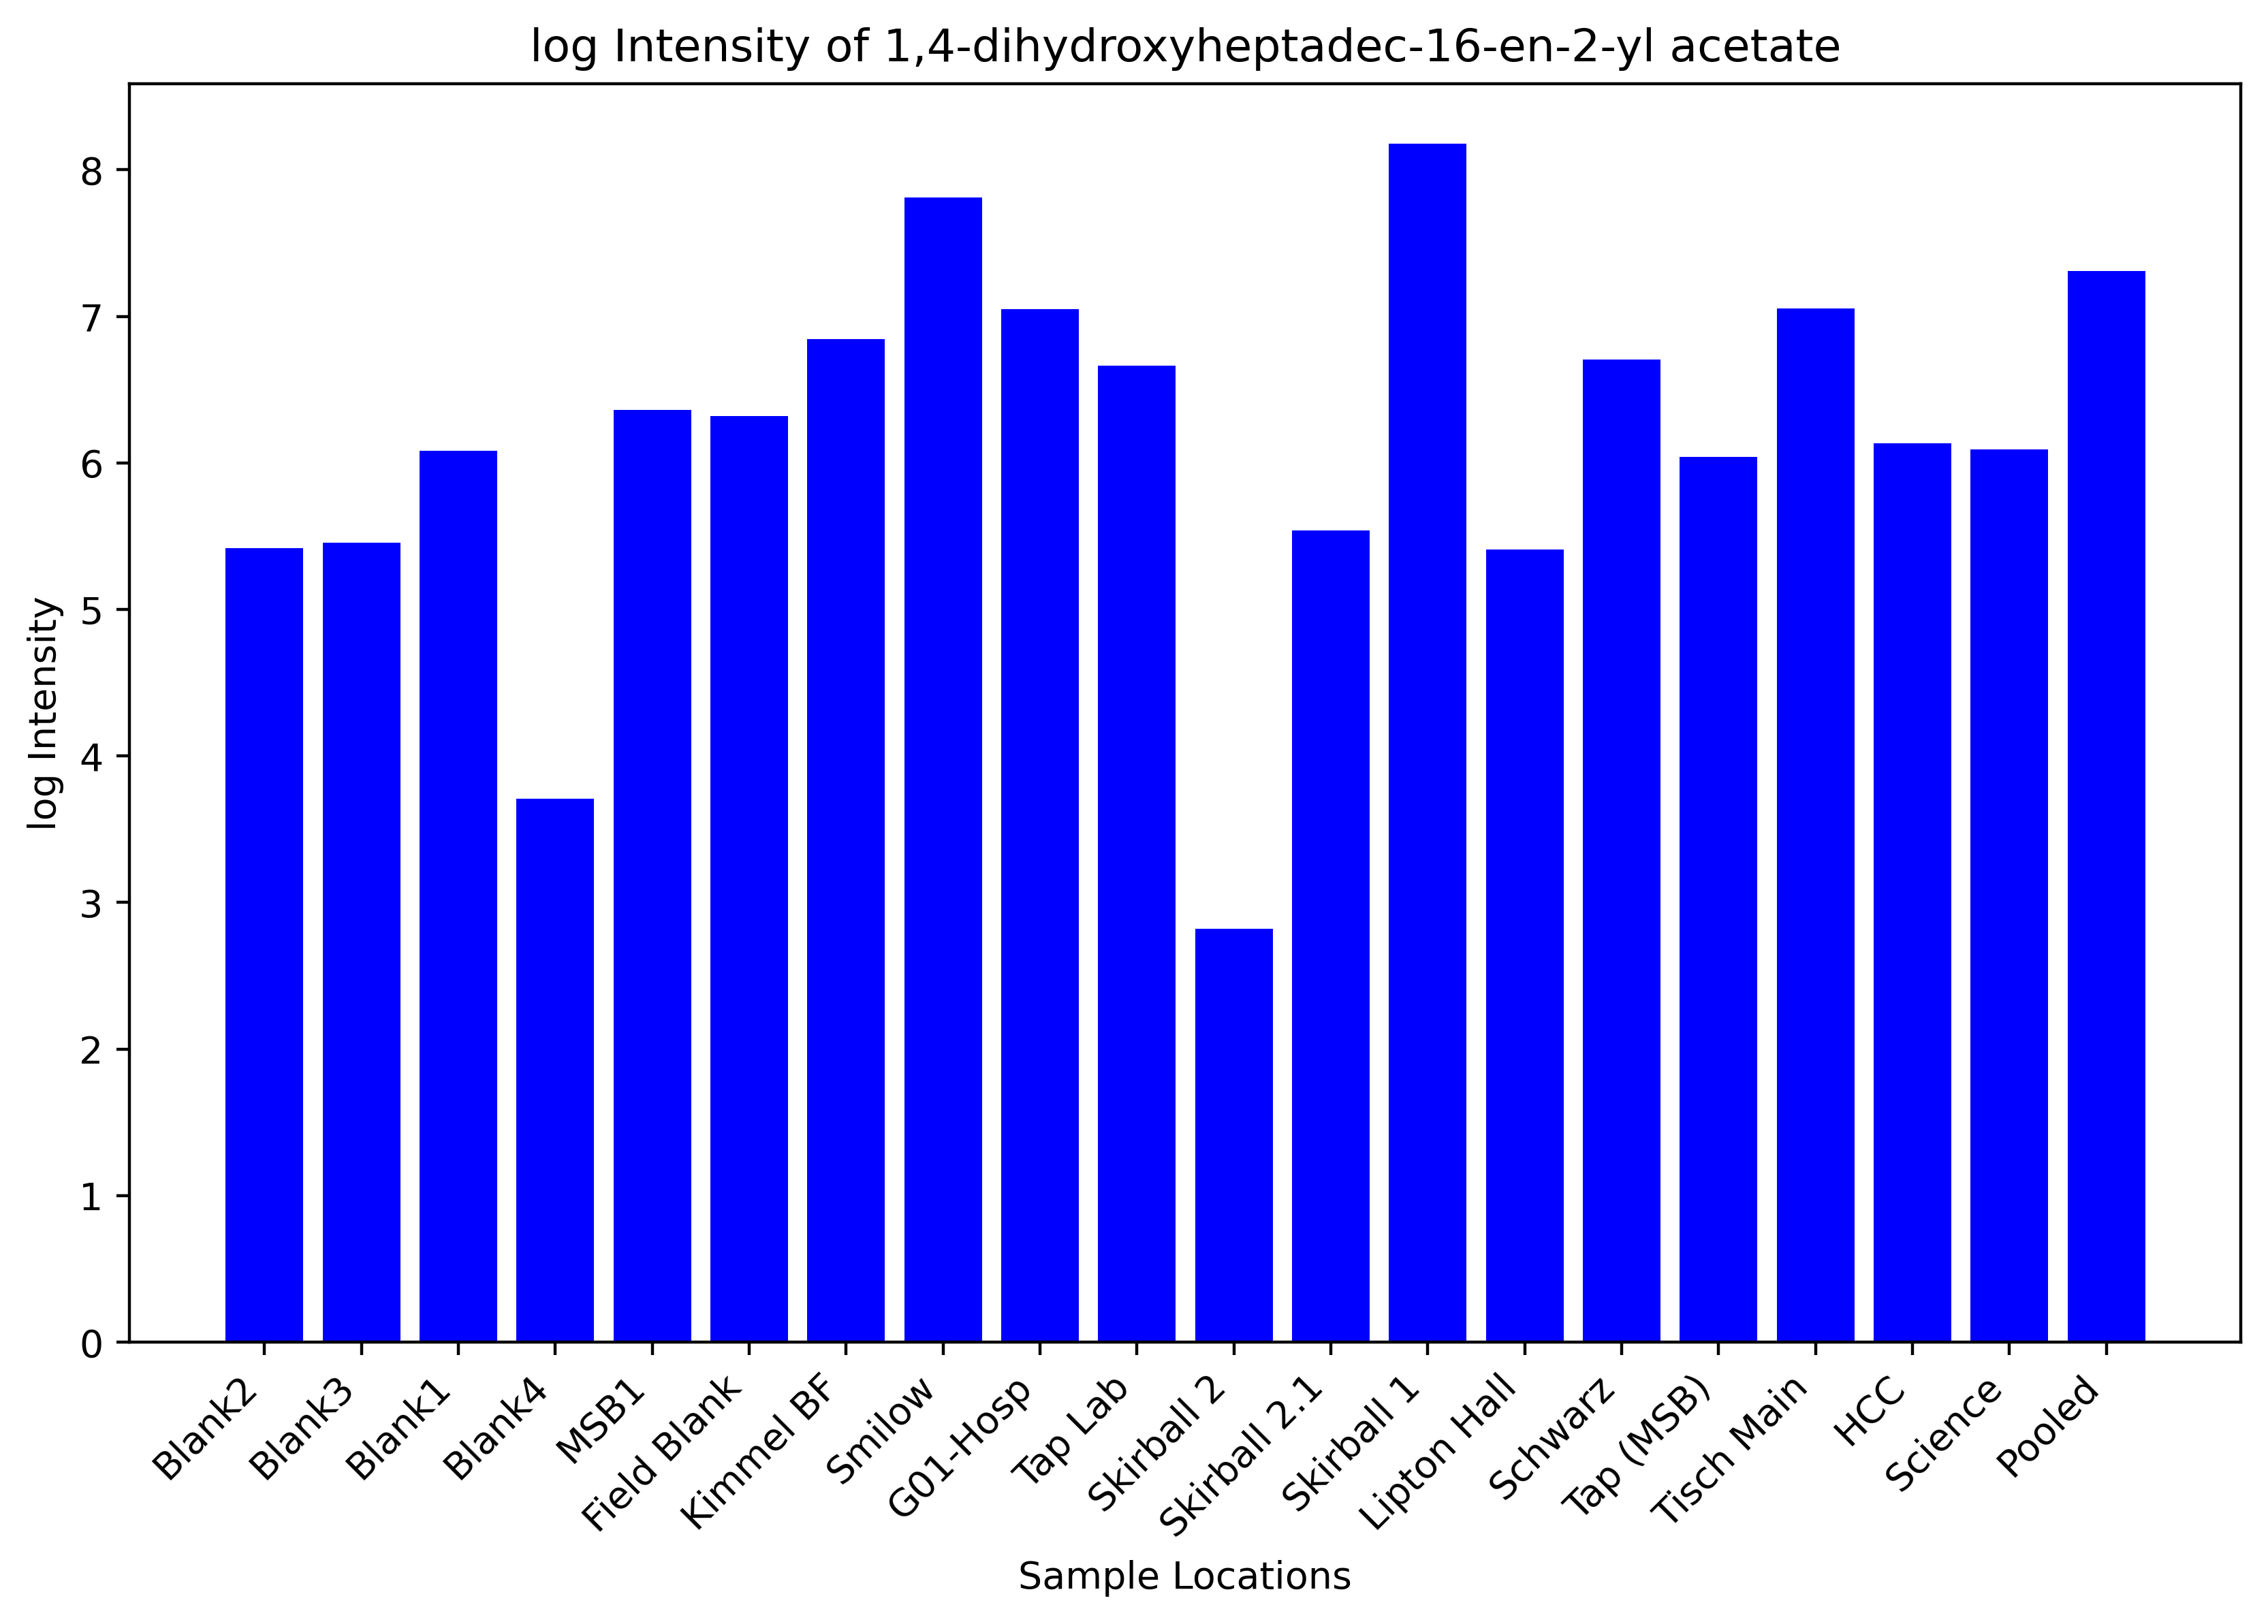 log Intensity of 1,4-dihydroxyheptadec-16-en-2-yl acetate
log Intensity
8
7
6
5
4
3
2
1
0
Blank2
Blank3
Blank1
Blank4
MSB1
Field Blank
Kimmel BF
Smilow
G01-Hosp
Tap Lab
Skirball 2
Skirball 2.1
Skirball 1
Lipton Hall
Schwarz
Tap (MSB)
Tisch Main
HCC
Science
Pooled
Sample Locations